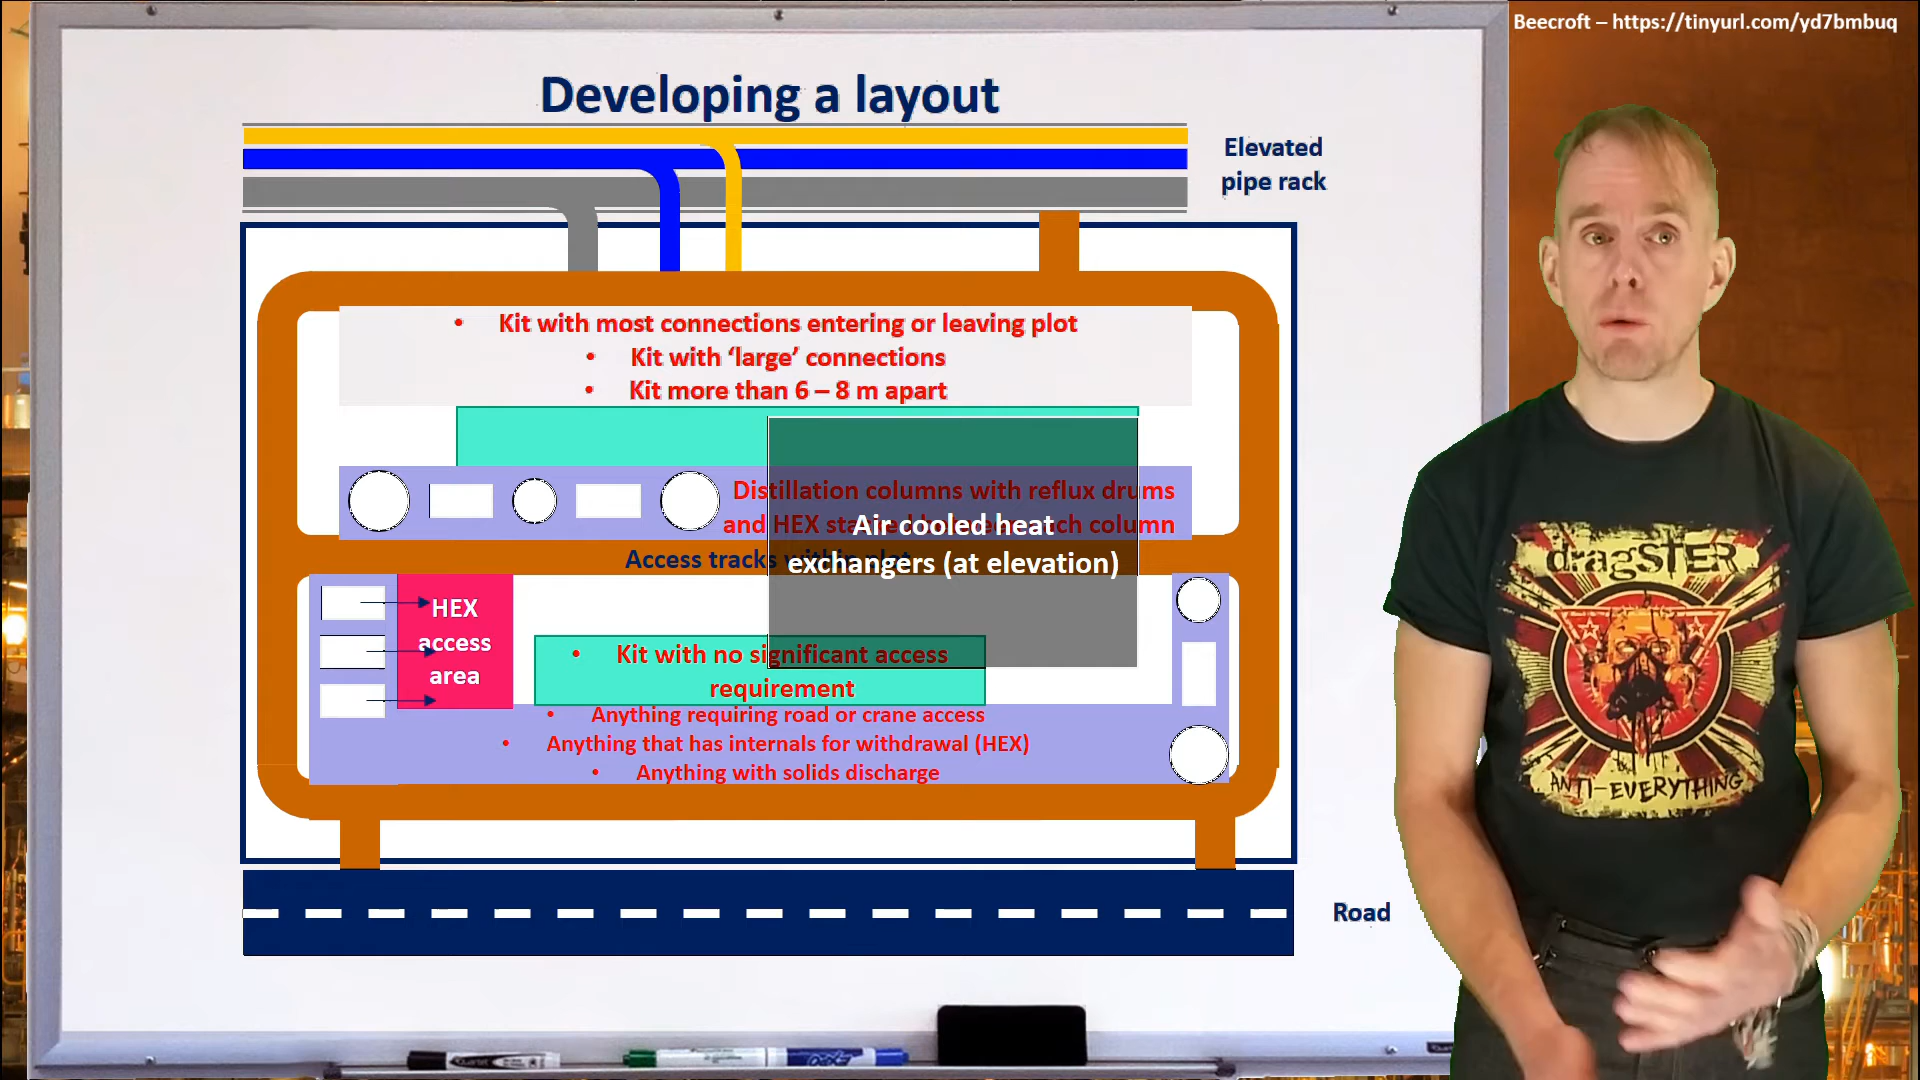 Beecroft – https://tinyurl.com/yd7bmbuq
Developing a layout
Elevated
pipe rack
• Kit with most connections entering or leaving plot
• Kit with ‘large’ connections
• Kit more than 6 – 8 m apart
Distillation columns with reflux drums
and HEX column
Air cooled heat
exchangers (at elevation)
Access tracks
HEX
access
area
• Kit with no significant access
requirement
• Anything requiring road or crane access
• Anything that has internals for withdrawal (HEX)
• Anything with solids discharge
Road
dragSTER
ANTI-EVERYTHING